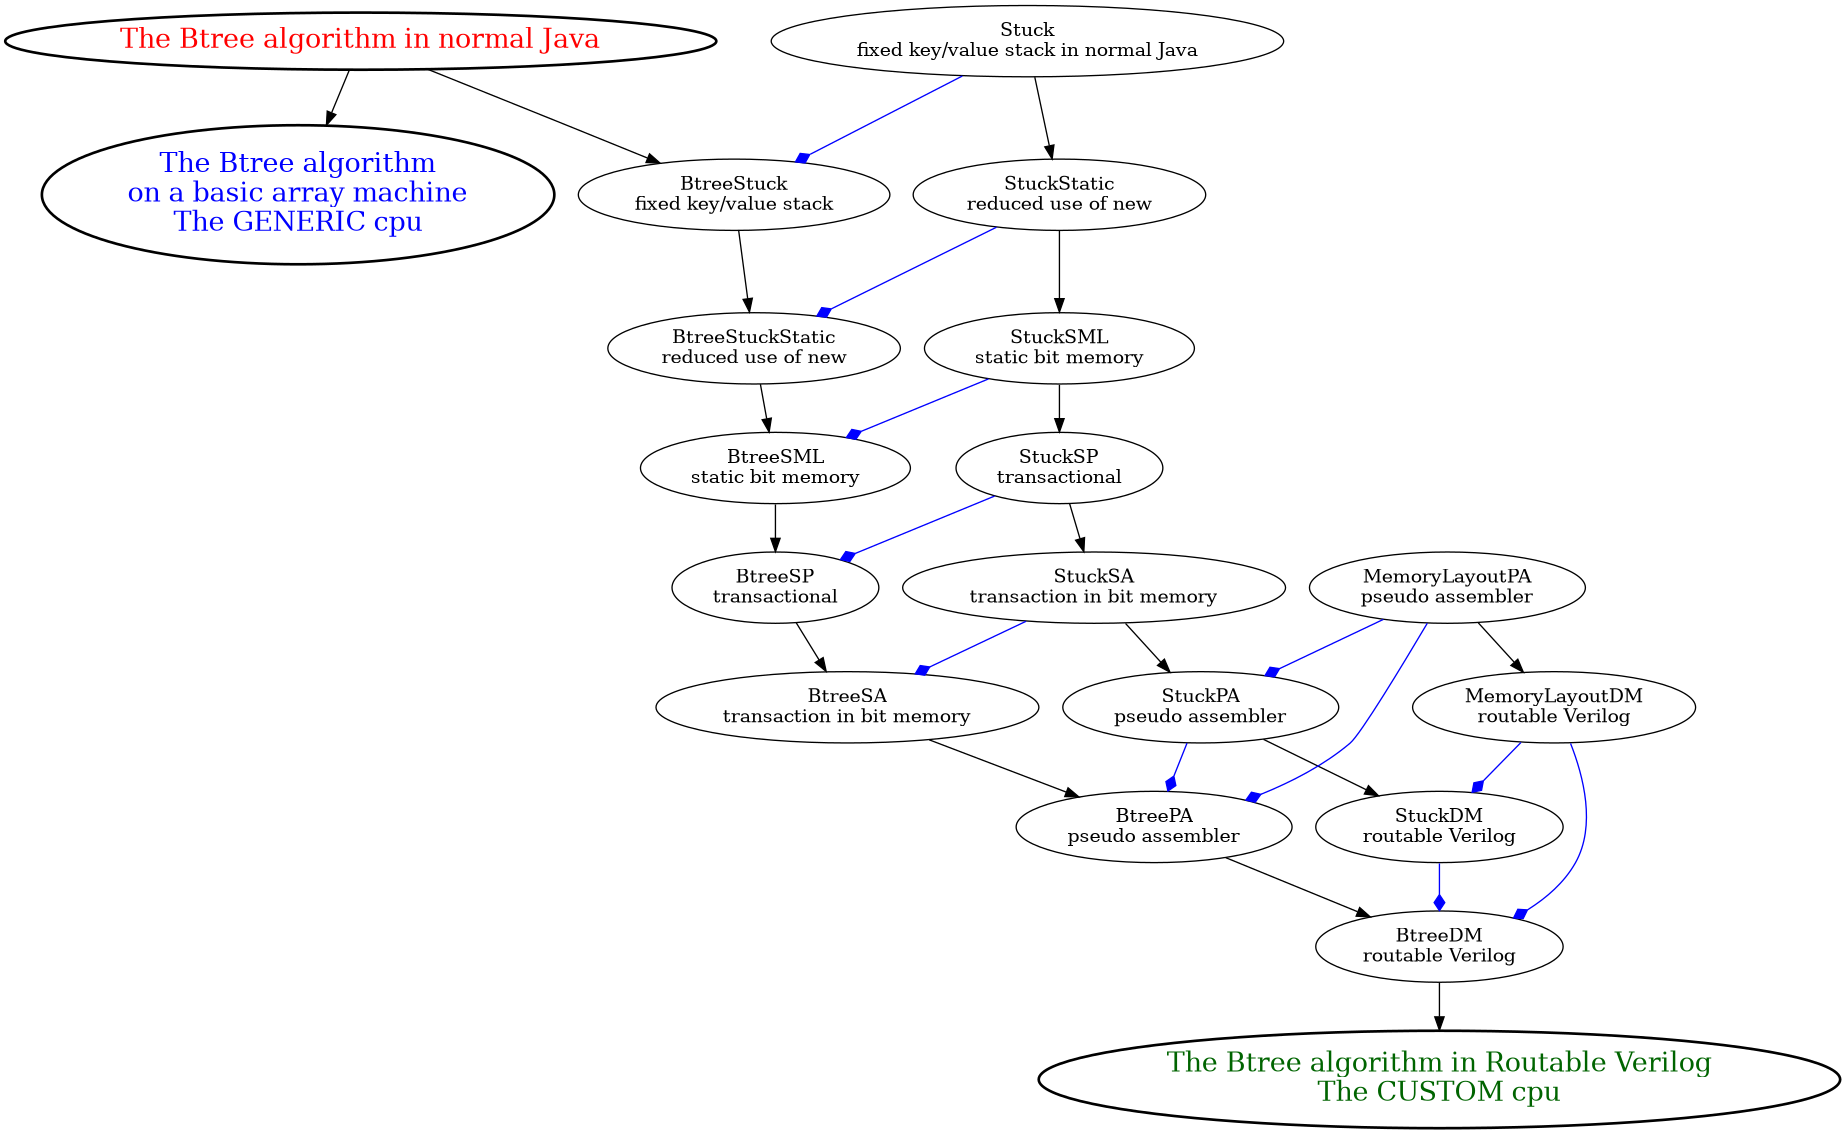 The Btree algorithm in normal Java
Stuck
fixed key/value stack in normal Java
The Btree algorithm
on a basic array machine
The GENERIC cpu
BtreeStuck
fixed key/value stack
StuckStatic
reduced use of new
BtreeStuckStatic
reduced use of new
StuckSML
static bit memory
BtreeSML
static bit memory
StuckSP
transactional
BtreeSP
transactional
StuckSA
transaction in bit memory
MemoryLayoutPA
pseudo assembler
BtreeSA
transaction in bit memory
StuckPA
pseudo assembler
MemoryLayoutDM
routable Verilog
BtreePA
pseudo assembler
StuckDM
routable Verilog
BtreeDM
routable Verilog
The Btree algorithm in Routable Verilog
The CUSTOM cpu